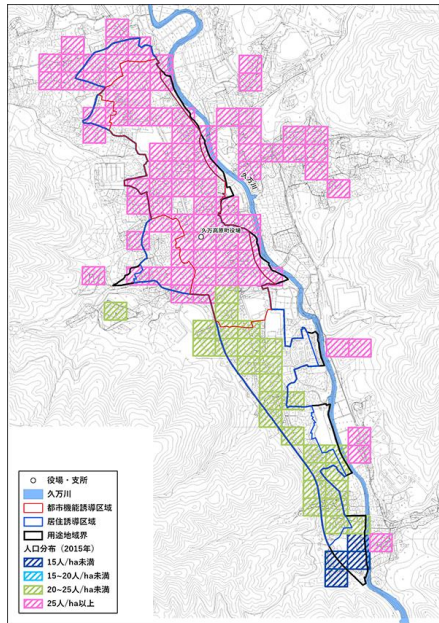 久万川
久万高原町役場
役場・支所
久万川
都市機能誘導区域
居住誘導区域
用途地域界
人口分布（2015年）
15人/ha未満
15~20人/ha未満
20~25人/ha未満
25人/ha以上